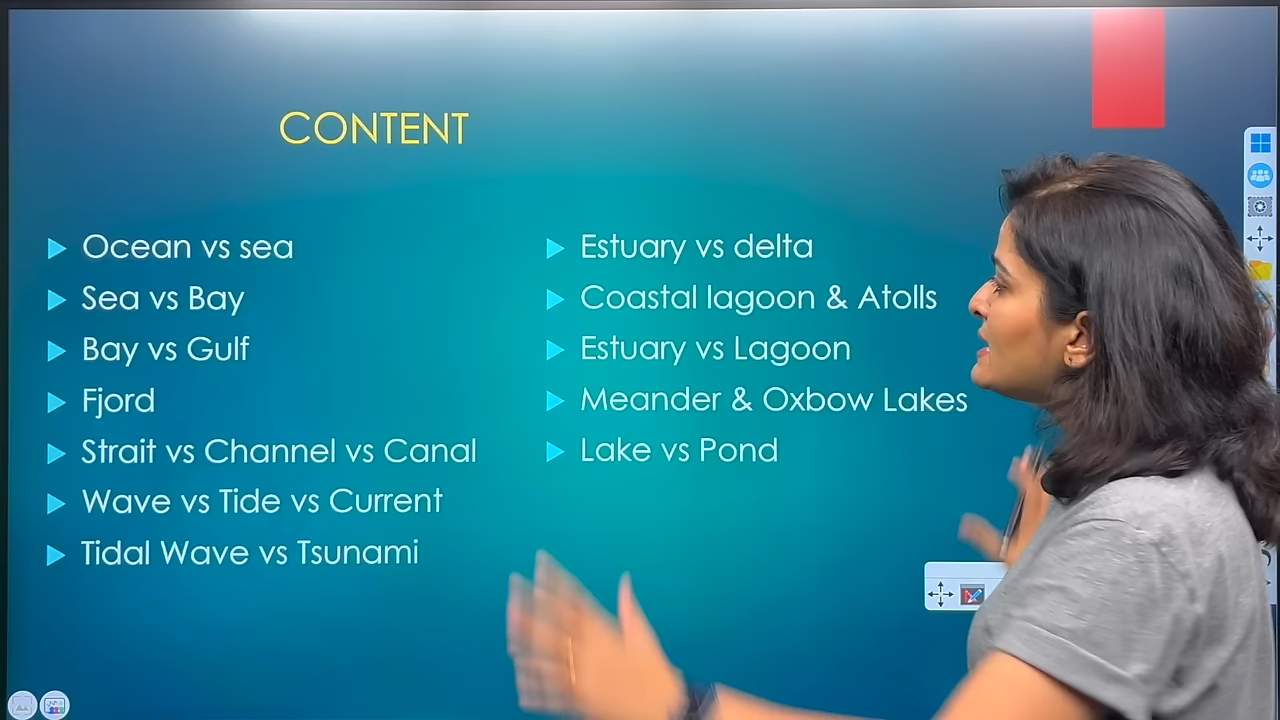 CONTENT
Ocean vs sea
Sea vs Bay
Bay vs Gulf
Fjord
Strait vs Channel vs Canal
Wave vs Tide vs Current
Tidal Wave vs Tsunami
Estuary vs delta
Coastal lagoon & Atolls
Estuary vs Lagoon
Meander & Oxbow Lakes
Lake vs Pond